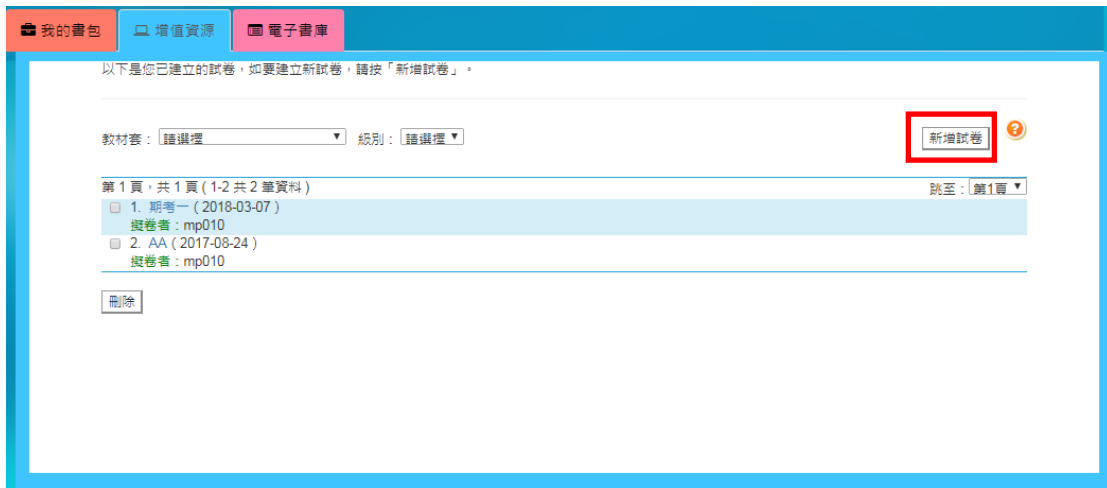 我的書包 增值資源 電子書庫
以下是您已建立的試卷，如要建立新試卷，請按「新增試卷」。
教材套： 請選擇 級別： 請選擇 新增試卷 ?
第 1 頁，共 1 頁 ( 1-2 共 2 筆資料 ) 跳至： 第1頁
1. 期考一 ( 2018-03-07 )
擬卷者：mp010
2. AA ( 2017-08-24 )
擬卷者：mp010
刪除